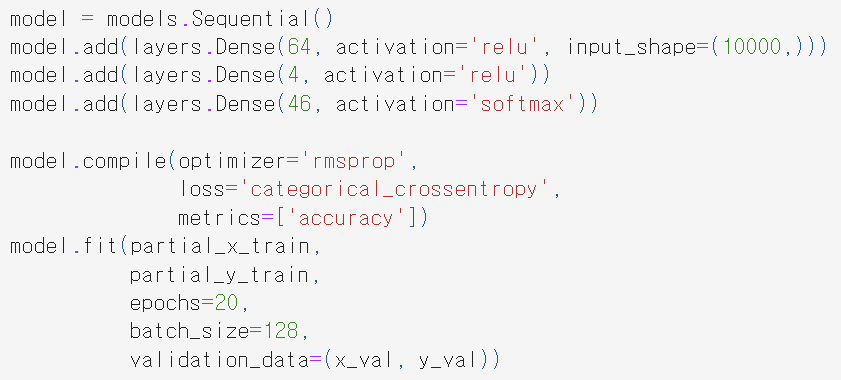 model = models.Sequential()
model.add(layers.Dense(64, activation='relu', input_shape=(10000,)))
model.add(layers.Dense(4, activation='relu'))
model.add(layers.Dense(46, activation='softmax'))

model.compile(optimizer='rmsprop',
              loss='categorical_crossentropy',
              metrics=['accuracy'])
model.fit(partial_x_train,
          partial_y_train,
          epochs=20,
          batch_size=128,
          validation_data=(x_val, y_val))